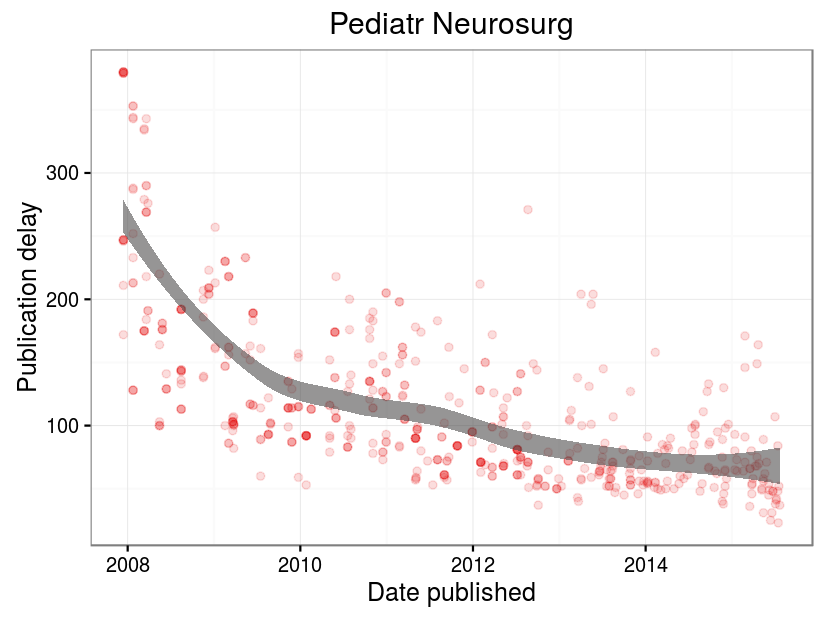 Pediatr Neurosurg
Publication delay
300
200
100
2008 2010 2012 2014
Date published